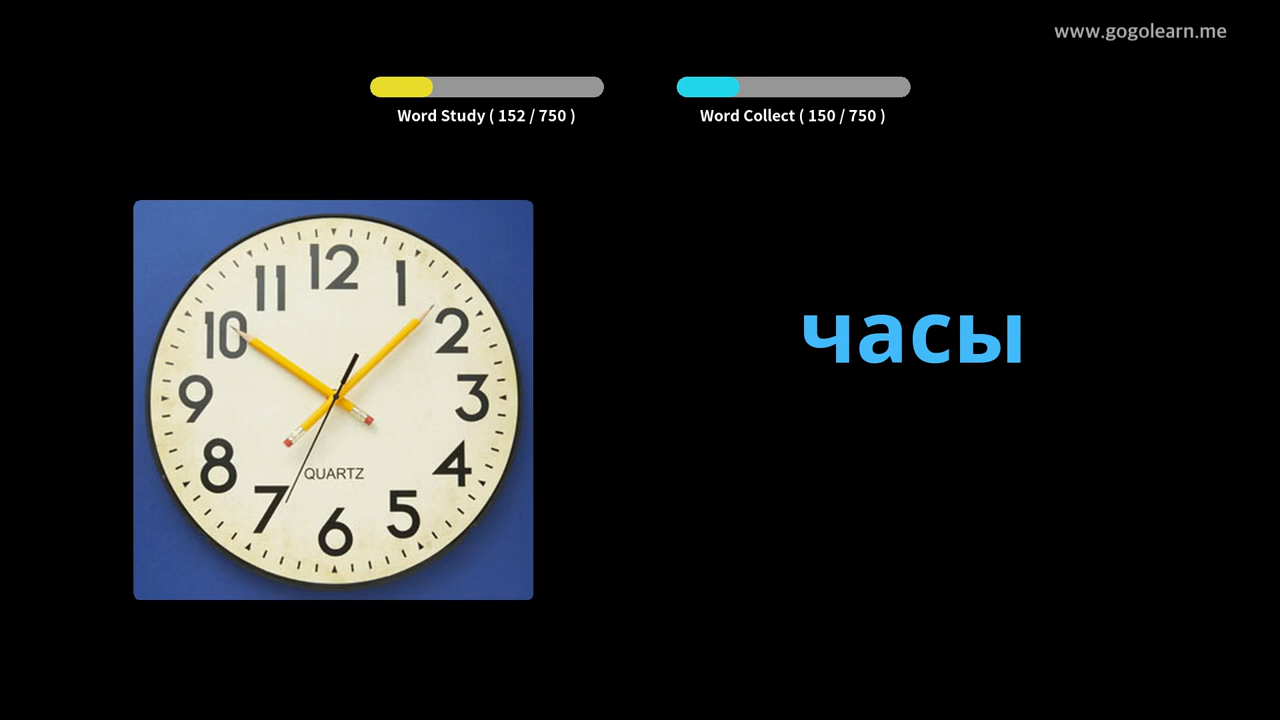 www.gogolearn.me
Word Study ( 152 / 750 )
Word Collect ( 150 / 750 )
12
1
2
3
4
5
6
7
8
9
10
11
QUARTZ
часы